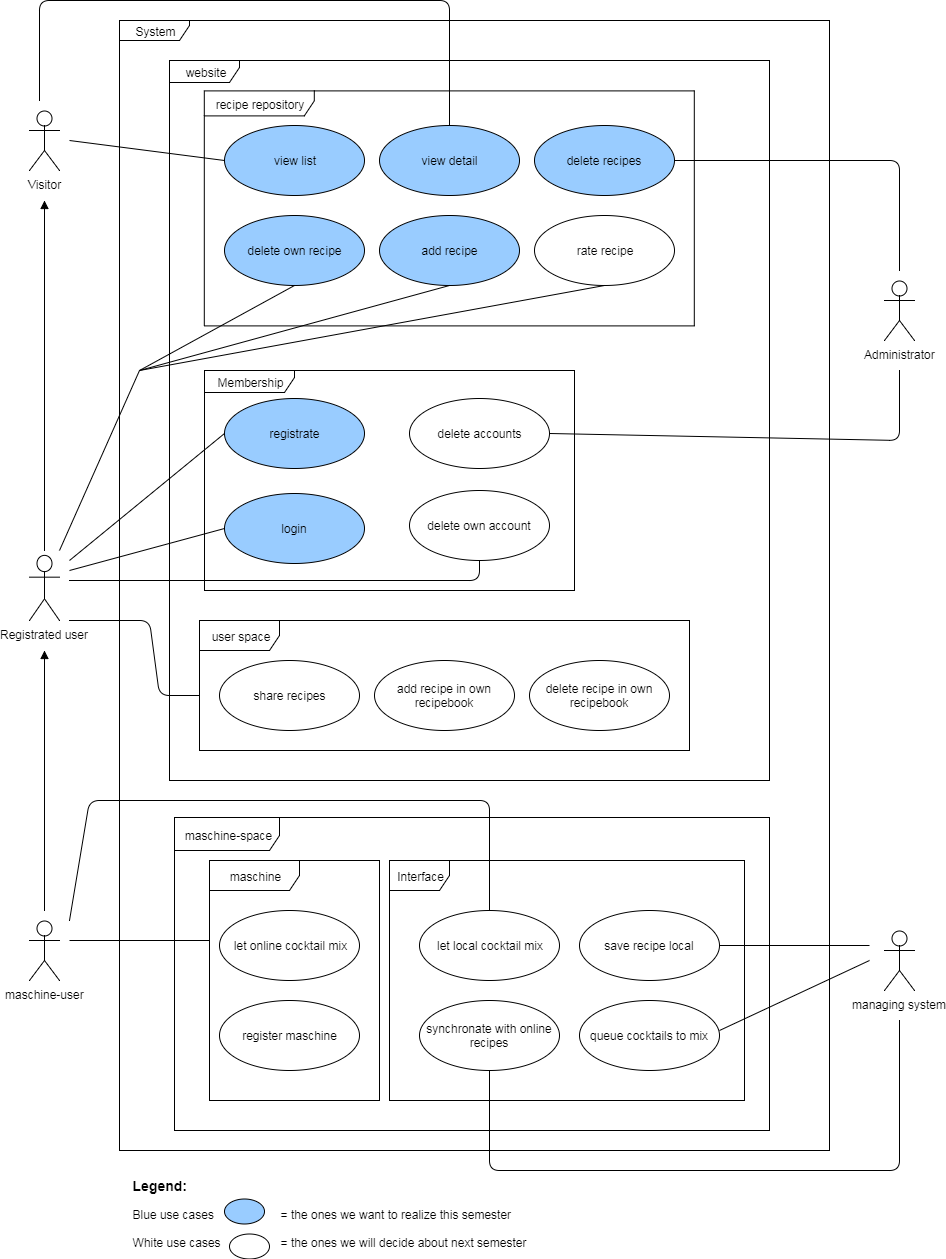 System
website
recipe repository
view list
view detail
delete recipes
Visitor
delete own recipe
add recipe
rate recipe
Administrator
Membership
registrate
delete accounts
login
delete own account
Registrated user
user space
share recipes
add recipe in own
recipebook
delete recipe in own
recipebook
maschine-space
maschine
Interface
let online cocktail mix
let local cocktail mix
save recipe local
maschine-user
managing system
register maschine
synchronate with online
recipes
queue cocktails to mix
Legend:
Blue use cases
= the ones we want to realize this semester
White use cases
= the ones we will decide about next semester